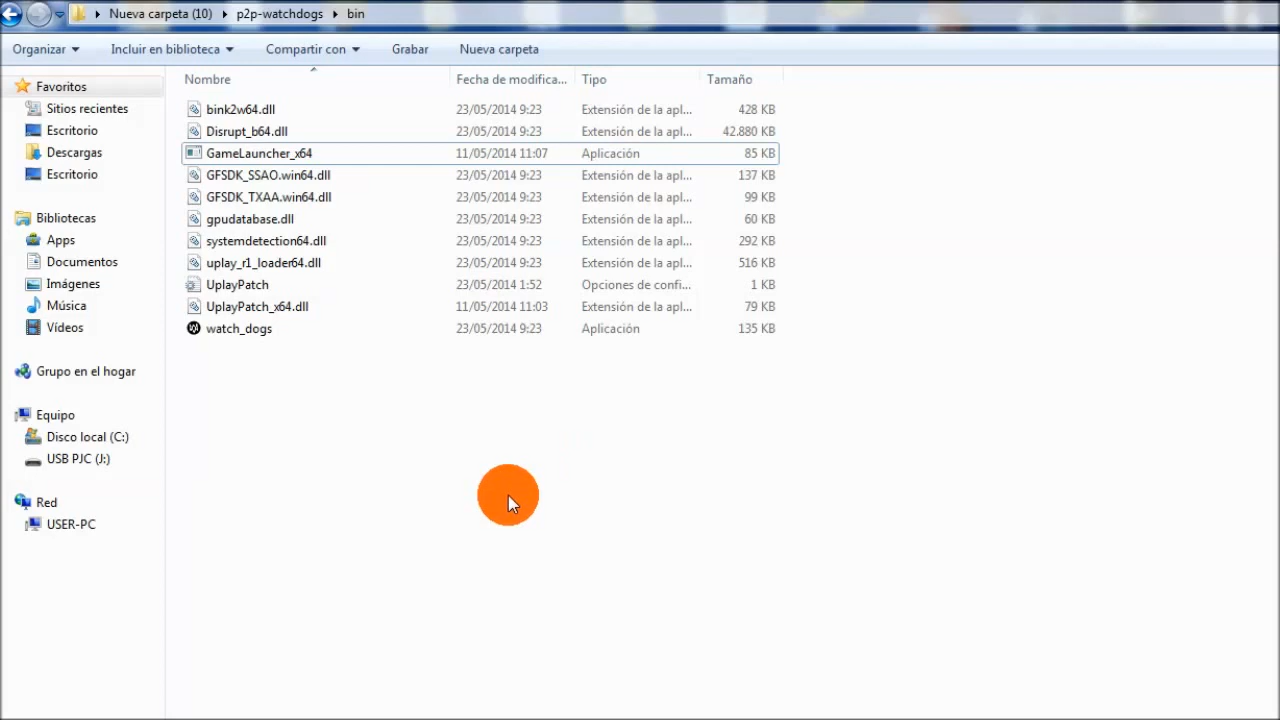 Nueva carpeta (10) p2p-watchdogs bin
Organizar Incluir en biblioteca Compartir con Grabar Nueva carpeta
Nombre Fecha de modifica... Tipo Tamaño
Favoritos
Sitios recientes
Escritorio
Descargas
Escritorio
Bibliotecas
Apps
Documentos
Imágenes
Música
Vídeos
Grupo en el hogar
Equipo
Disco local (C:)
USB PJC (J:)
Red
USER-PC
bink2w64.dll 23/05/2014 9:23 Extensión de la apl... 428 KB
Disrupt_b64.dll 23/05/2014 9:23 Extensión de la apl... 42.880 KB
GameLauncher_x64 11/05/2014 11:07 Aplicación 85 KB
GFSDK_SSAO.win64.dll 23/05/2014 9:23 Extensión de la apl... 137 KB
GFSDK_TXAA.win64.dll 23/05/2014 9:23 Extensión de la apl... 99 KB
gpudatabase.dll 23/05/2014 9:23 Extensión de la apl... 60 KB
systemdetection64.dll 23/05/2014 9:23 Extensión de la apl... 292 KB
uplay_r1_loader64.dll 23/05/2014 9:23 Extensión de la apl... 516 KB
UplayPatch 23/05/2014 1:52 Opciones de confi... 1 KB
UplayPatch_x64.dll 11/05/2014 11:03 Extensión de la apl... 79 KB
watch_dogs 23/05/2014 9:23 Aplicación 135 KB